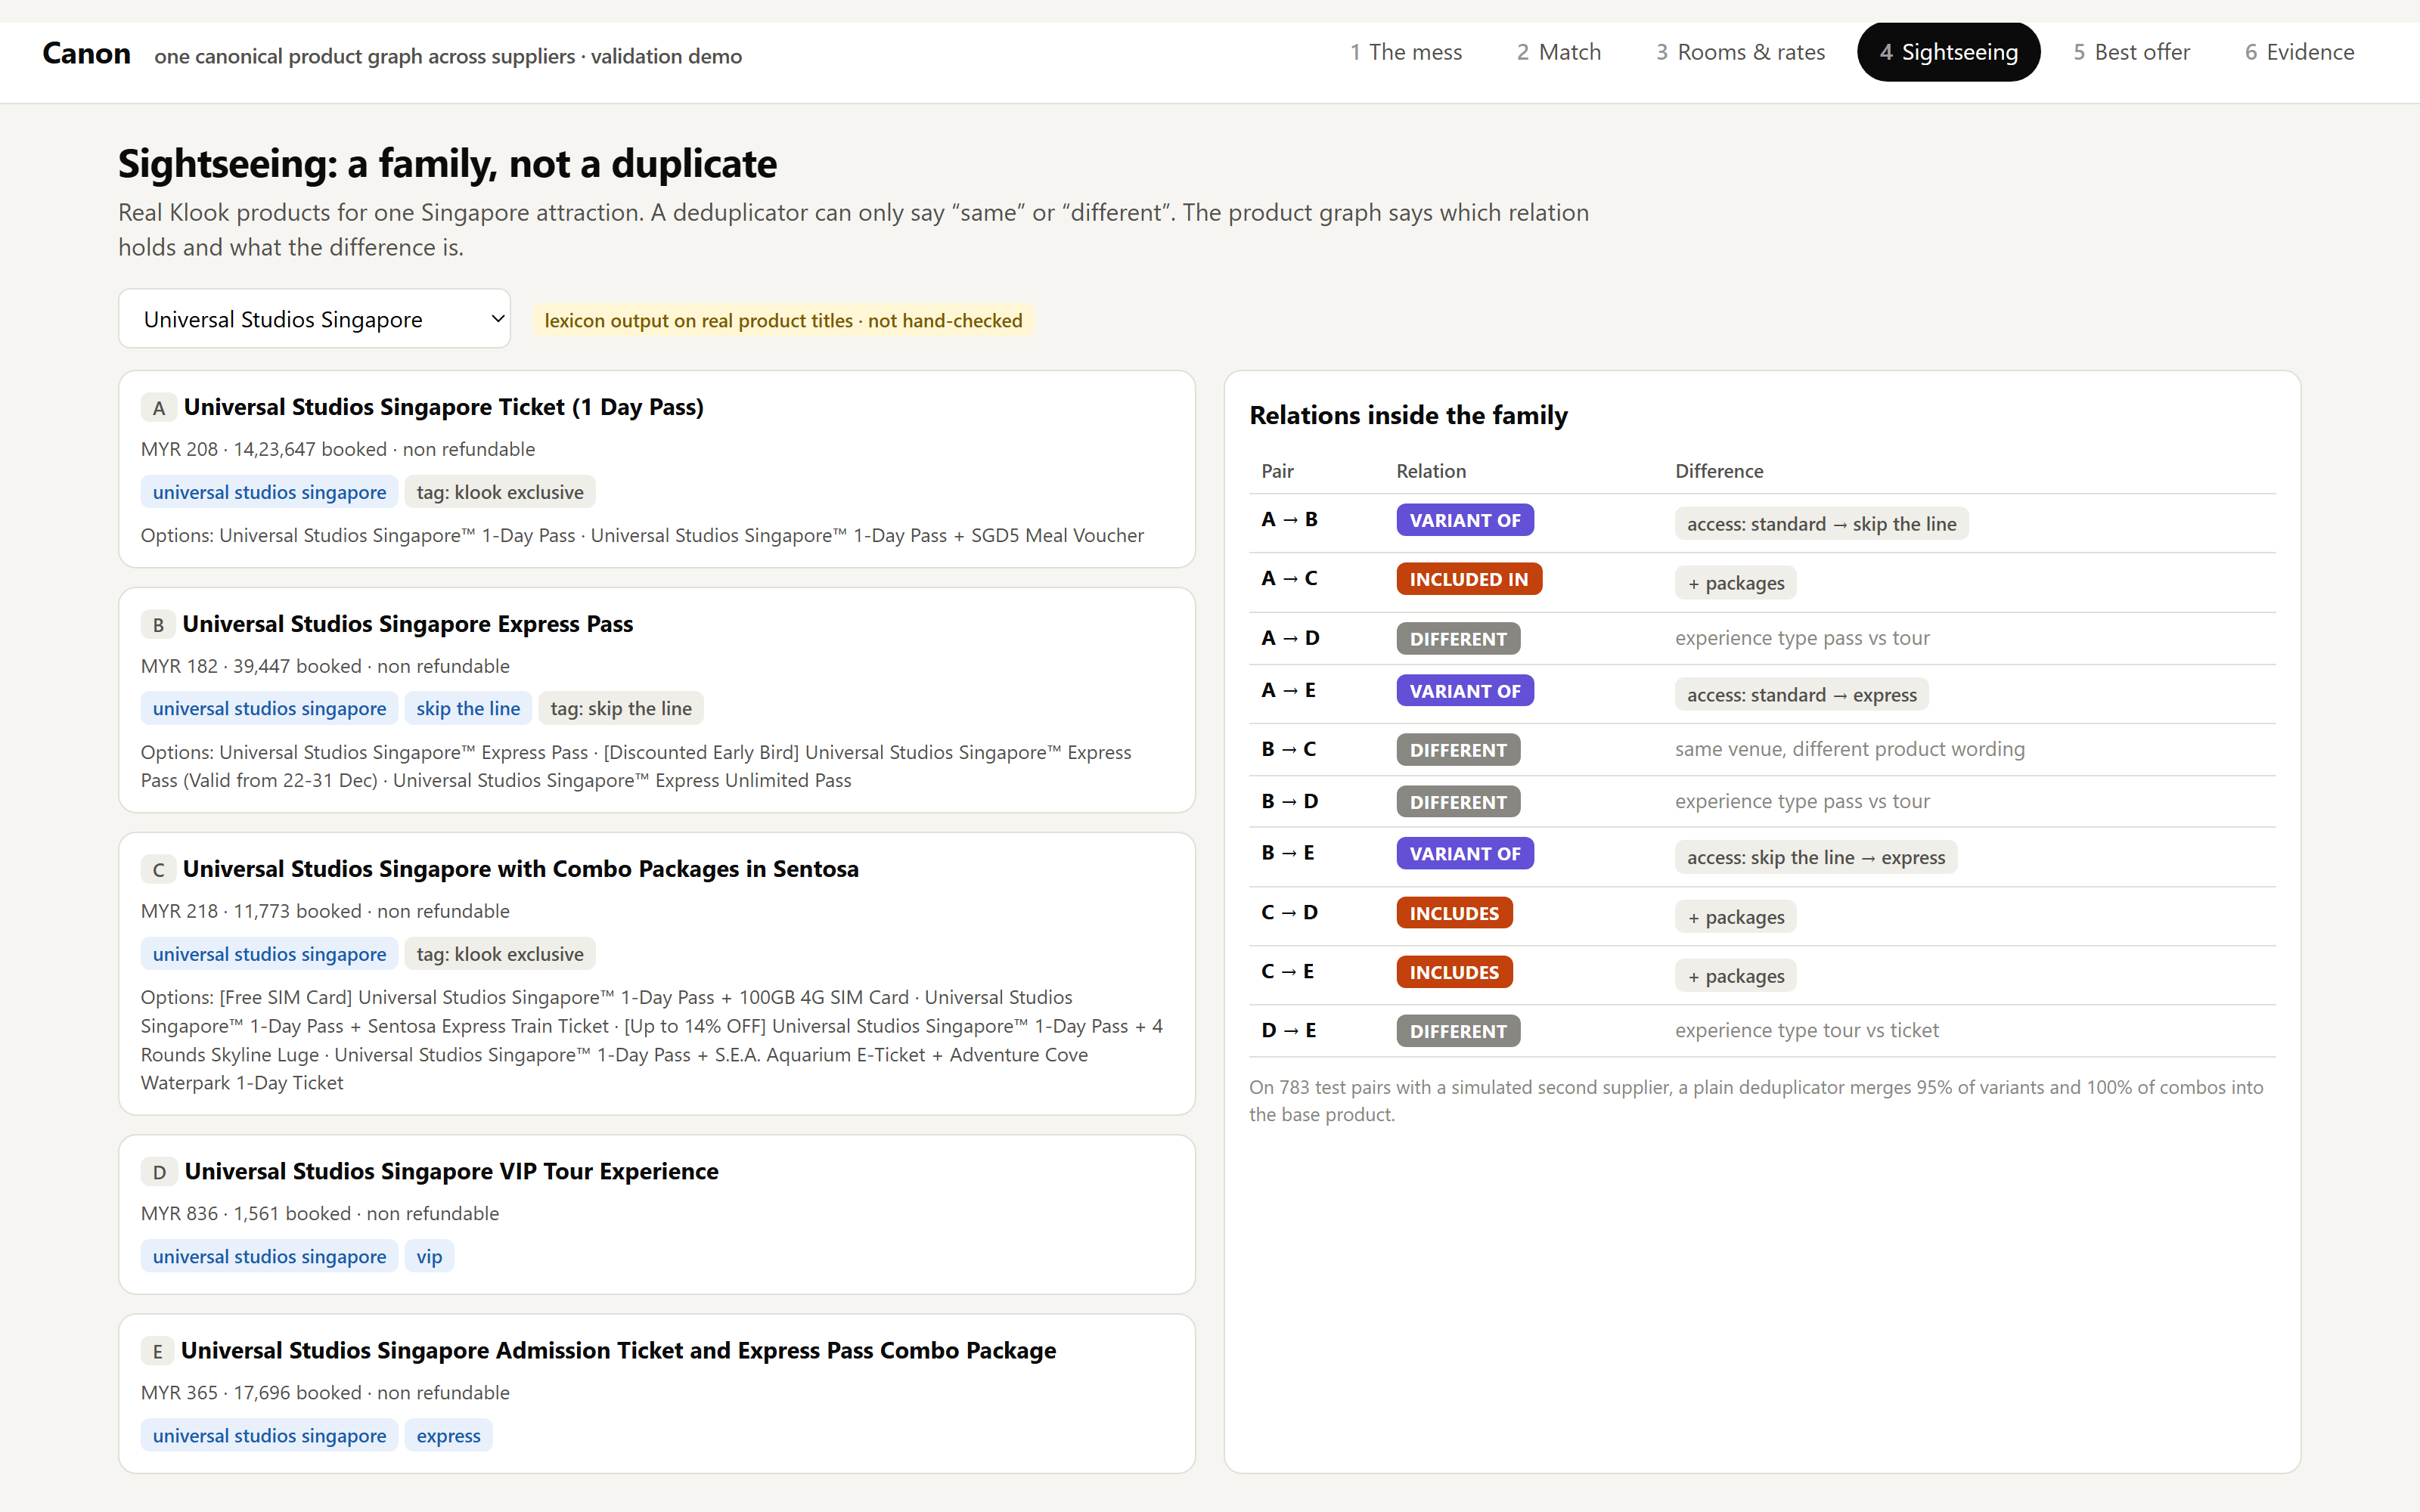 Canon one canonical product graph across suppliers · validation demo
1 The mess
2 Match
3 Rooms & rates
4 Sightseeing
5 Best offer
6 Evidence
Sightseeing: a family, not a duplicate
Real Klook products for one Singapore attraction. A deduplicator can only say “same” or “different”. The product graph says which relation
holds and what the difference is.
Universal Studios Singapore
lexicon output on real product titles · not hand-checked
A Universal Studios Singapore Ticket (1 Day Pass)
MYR 208 · 14,23,647 booked · non refundable
universal studios singapore tag: klook exclusive
Options: Universal Studios Singapore™ 1-Day Pass · Universal Studios Singapore™ 1-Day Pass + SGD5 Meal Voucher
B Universal Studios Singapore Express Pass
MYR 182 · 39,447 booked · non refundable
universal studios singapore skip the line tag: skip the line
Options: Universal Studios Singapore™ Express Pass · [Discounted Early Bird] Universal Studios Singapore™ Express
Pass (Valid from 22-31 Dec) · Universal Studios Singapore™ Express Unlimited Pass
C Universal Studios Singapore with Combo Packages in Sentosa
MYR 218 · 11,773 booked · non refundable
universal studios singapore tag: klook exclusive
Options: [Free SIM Card] Universal Studios Singapore™ 1-Day Pass + 100GB 4G SIM Card · Universal Studios
Singapore™ 1-Day Pass + Sentosa Express Train Ticket · [Up to 14% OFF] Universal Studios Singapore™ 1-Day Pass + 4
Rounds Skyline Luge · Universal Studios Singapore™ 1-Day Pass + S.E.A. Aquarium E-Ticket + Adventure Cove
Waterpark 1-Day Ticket
D Universal Studios Singapore VIP Tour Experience
MYR 836 · 1,561 booked · non refundable
universal studios singapore vip
E Universal Studios Singapore Admission Ticket and Express Pass Combo Package
MYR 365 · 17,696 booked · non refundable
universal studios singapore express
Relations inside the family
Pair Relation Difference
A → B VARIANT OF access: standard → skip the line
A → C INCLUDED IN + packages
A → D DIFFERENT experience type pass vs tour
A → E VARIANT OF access: standard → express
B → C DIFFERENT same venue, different product wording
B → D DIFFERENT experience type pass vs tour
B → E VARIANT OF access: skip the line → express
C → D INCLUDES + packages
C → E INCLUDES + packages
D → E DIFFERENT experience type tour vs ticket
On 783 test pairs with a simulated second supplier, a plain deduplicator merges 95% of variants and 100% of combos into
the base product.